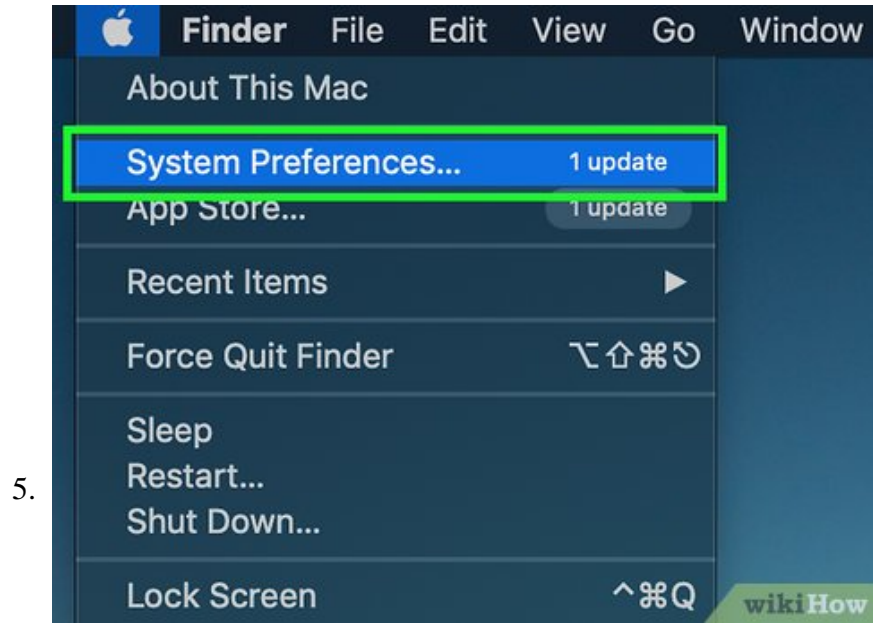 Finder File Edit View Go Window
About This Mac
System Preferences... 1 update
App Store... 1 update
Recent Items ▶
Force Quit Finder ⌥⇧⌘⎋
Sleep
5.
Restart...
Shut Down...
Lock Screen ^⌘Q
wikiHow